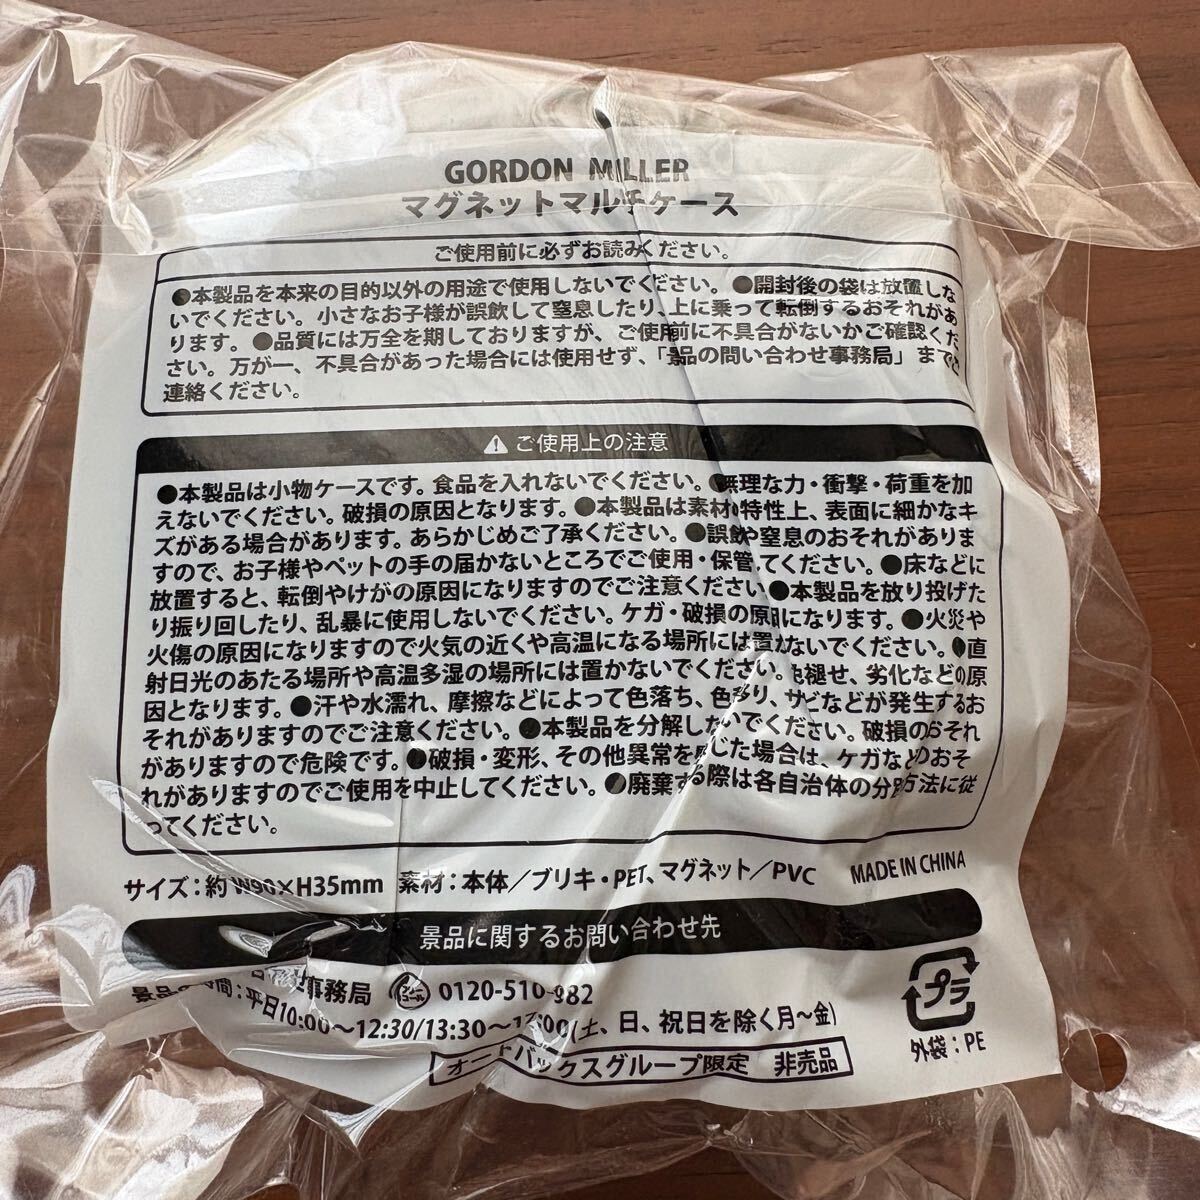 GORDON MILLER
マグネットマルチケース
ご使用前に必ずお読みください。
●本製品を本来の目的以外の用途で使用しないでください。●開封後の袋は放置しな
いでください。小さなお子様が誤飲して窒息したり、上に乗って転倒するおそれがあ
ります。●品質には万全を期しておりますが、ご使用前に不具合がないかご確認くだ
さい。万が一、不具合があった場合には使用せず、「景品の問い合わせ事務局」までご
連絡ください。
⚠ご使用上の注意
●本製品は小物ケースです。食品を入れないでください。●無理な力・衝撃・荷重を加
えないでください。破損の原因となります。●本製品は素材の特性上、表面に細かなキ
ズがある場合があります。あらかじめご了承ください。●誤飲や窒息のおそれがありま
すので、お子様やペットの手の届かないところでご使用・保管してください。●床などに
放置すると、転倒やけがの原因になりますのでご注意ください。●本製品を放り投げた
り振り回したり、乱暴に使用しないでください。ケガ・破損の原因になります。●火災や
火傷の原因になりますので火気の近くや高温になる場所には置かないでください。●直
射日光のあたる場所や高温多湿の場所には置かないでください。色褪せ、劣化などの原
因となります。●汗や水濡れ、摩擦などによって色落ち、色移り、サビなどが発生するお
それがありますのでご注意ください。●本製品を分解しないでください。破損のおそれ
がありますので危険です。●破損・変形、その他異常を感じた場合は、ケガなどのおそ
れがありますのでご使用を中止してください。●廃棄する際は各自治体の分別方法に従
ってください。
サイズ：約W90×H35mm 素材：本体／ブリキ・PET、マグネット／PVC MADE IN CHINA
景品に関するお問い合わせ先
事務局 0120-510-982
平日10:00～12:30/13:30～17:00(土、日、祝日を除く月～金)
オートバックスグループ限定 非売品
プラ
外袋：PE